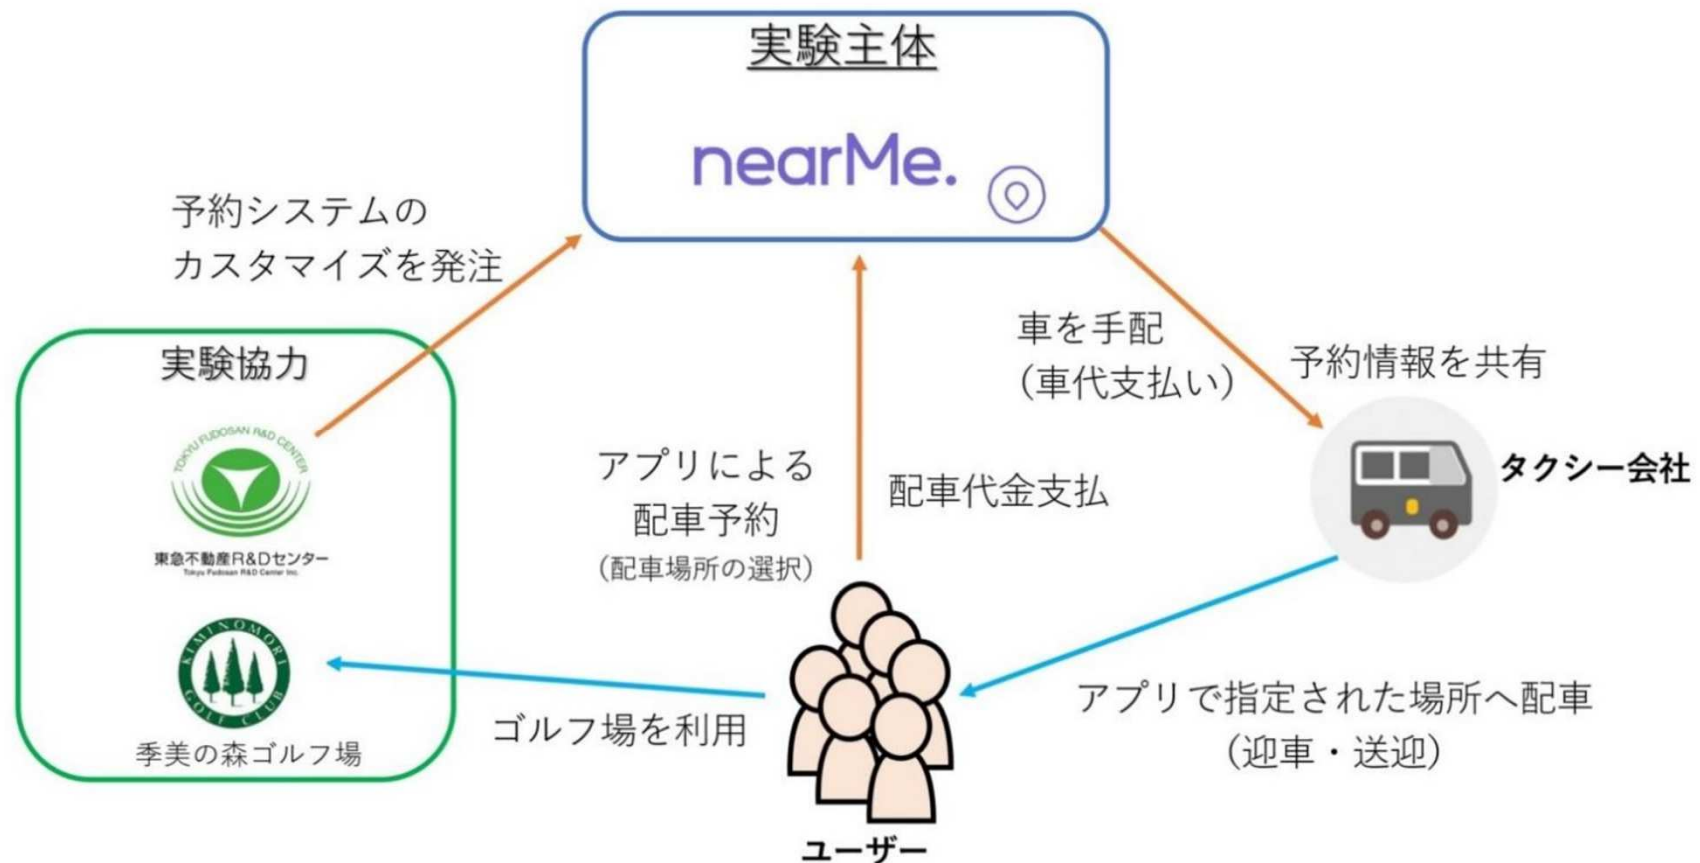 実験主体
nearMe.
予約システムの
カスタマイズを発注
実験協力
TOKYU FUDOSAN R&D CENTER
東急不動産R&Dセンター
Tokyu Fudosan R&D Center Inc.
KIMINOMORI
GOLF CLUB
季美の森ゴルフ場
アプリによる
配車予約
（配車場所の選択）
配車代金支払
車を手配
（車代支払い）
予約情報を共有
タクシー会社
ゴルフ場を利用
アプリで指定された場所へ配車
（迎車・送迎）
ユーザー